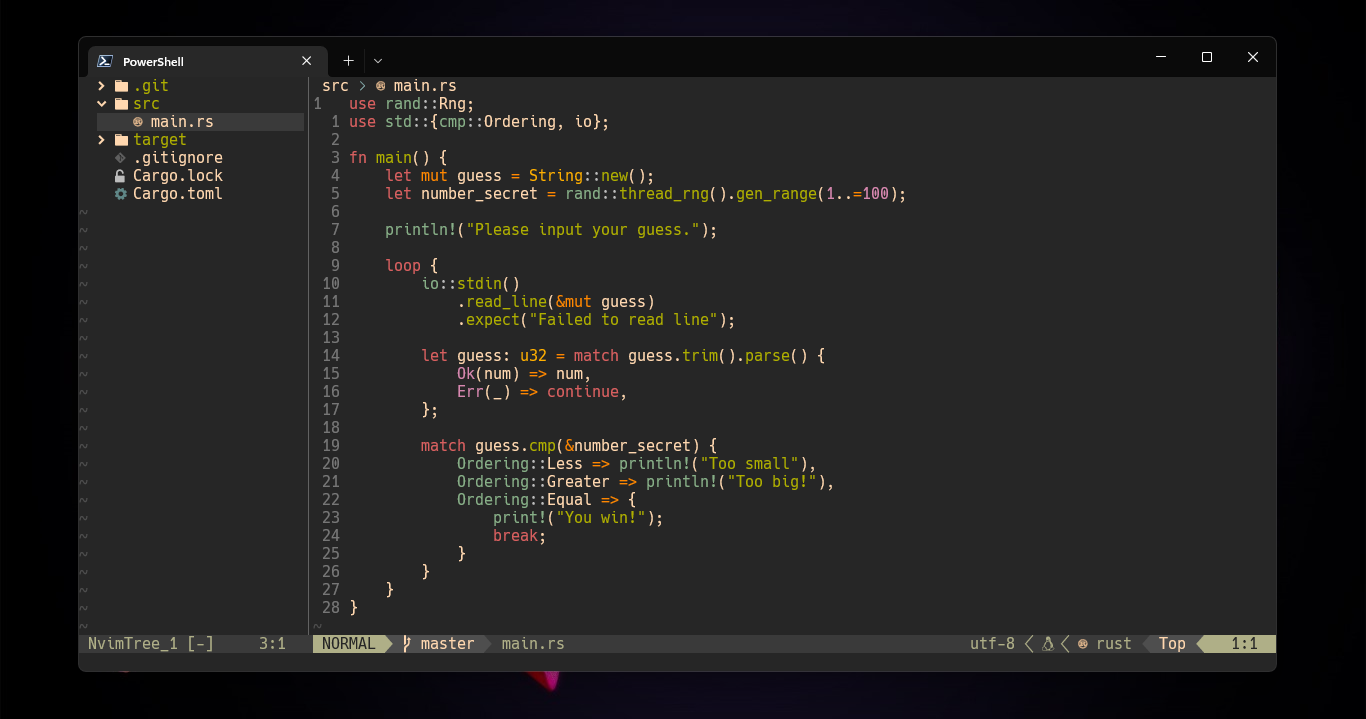 PowerShell
.git
src
main.rs
target
.gitignore
Cargo.lock
Cargo.toml
src > main.rs
1 use rand::Rng;
1 use std::{cmp::Ordering, io};
2
3 fn main() {
4     let mut guess = String::new();
5     let number_secret = rand::thread_rng().gen_range(1..=100);
6
7     println!("Please input your guess.");
8
9     loop {
10         io::stdin()
11             .read_line(&mut guess)
12             .expect("Failed to read line");
13
14         let guess: u32 = match guess.trim().parse() {
15             Ok(num) => num,
16             Err(_) => continue,
17         };
18
19         match guess.cmp(&number_secret) {
20             Ordering::Less => println!("Too small"),
21             Ordering::Greater => println!("Too big!"),
22             Ordering::Equal => {
23                 print!("You win!");
24                 break;
25             }
26         }
27     }
28 }
NvimTree_1 [-] 3:1
NORMAL master main.rs utf-8 rust Top 1:1